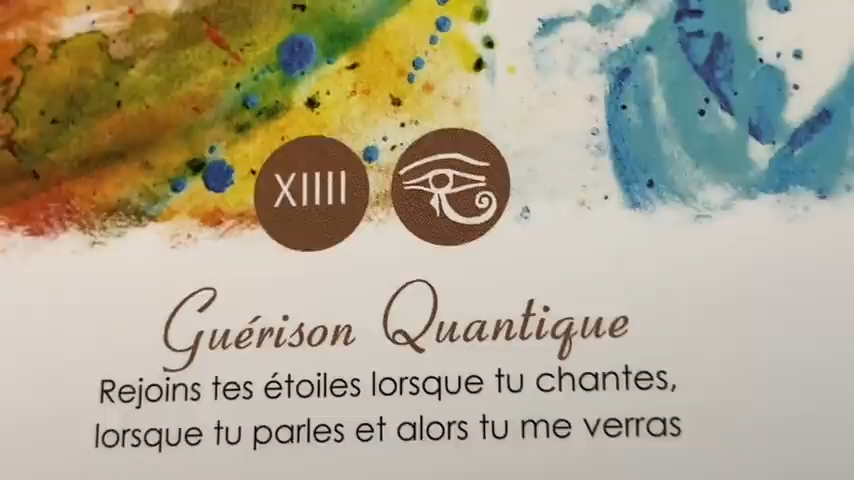 XIIII
Guérison Quantique
Rejoins tes étoiles lorsque tu chantes,
lorsque tu parles et alors tu me verras